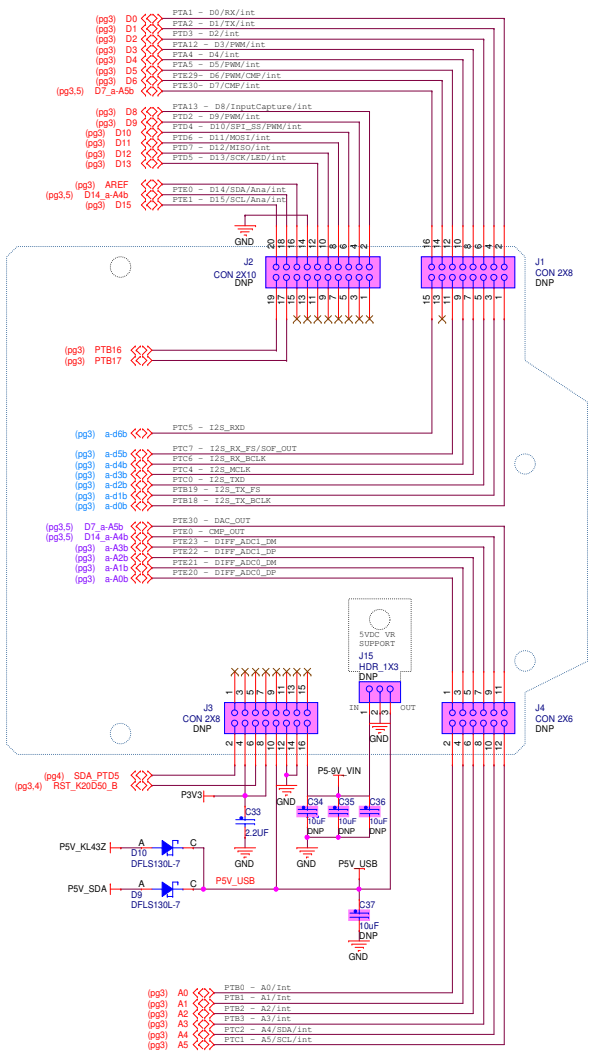 (pg3) D0 PTA1 - D0/RX/int
(pg3) D1 PTA2 - D1/TX/int
(pg3) D2 PTD3 - D2/int
(pg3) D3 PTA12 - D3/PWM/int
(pg3) D4 PTA4 - D4/int
(pg3) D5 PTA5 - D5/PWM/int
(pg3) D6 PTE29- D6/PWM/CMP/int
(pg3,5) D7_a-A5b PTE30- D7/CMP/int
(pg3) D8 PTA13 - D8/InputCapture/int
(pg3) D9 PTD2 - D9/PWM/int
(pg3) D10 PTD4 - D10/SPI_SS/PWM/int
(pg3) D11 PTD6 - D11/MOSI/int
(pg3) D12 PTD7 - D12/MISO/int
(pg3) D13 PTD5 - D13/SCK/LED/int
(pg3) AREF
(pg3,5) D14_a-A4b PTE0 - D14/SDA/Ana/int
(pg3) D15 PTE1 - D15/SCL/Ana/int
GND
20 18 16 14 12 10 8 6 4 2
16 14 12 10 8 6 4 2
J2
CON 2X10
DNP
J1
CON 2X8
DNP
19 17 15 13 11 9 7 5 3 1
15 13 11 9 7 5 3 1
(pg3) PTB16
(pg3) PTB17
(pg3) a-d6b PTC5 - I2S_RXD
(pg3) a-d5b PTC7 - I2S_RX_FS/SOF_OUT
(pg3) a-d4b PTC6 - I2S_RX_BCLK
(pg3) a-d3b PTC4 - I2S_MCLK
(pg3) a-d2b PTC0 - I2S_TXD
(pg3) a-d1b PTB19 - I2S_TX_FS
(pg3) a-d0b PTB18 - I2S_TX_BCLK
(pg3,5) D7_a-A5b PTE30 - DAC_OUT
(pg3,5) D14_a-A4b PTE0 - CMP_OUT
(pg3) a-A3b PTE23 - DIFF_ADC1_DM
(pg3) a-A2b PTE22 - DIFF_ADC1_DP
(pg3) a-A1b PTE21 - DIFF_ADC0_DM
(pg3) a-A0b PTE20 - DIFF_ADC0_DP
5VDC VR
SUPPORT
J15
HDR_1X3
DNP
IN OUT
1 2 3
GND
1 3 5 7 9 11 13 15
1 3 5 7 9 11
J3
CON 2X8
DNP
J4
CON 2X6
DNP
2 4 6 8 10 12 14 16
2 4 6 8 10 12
(pg4) SDA_PTD5
(pg3,4) RST_K20D50_B
P3V3
GND
P5-9V_VIN
C33
2.2UF
GND
C34
10uF
DNP
C35
10uF
DNP
C36
10uF
DNP
GND
P5V_KL43Z
A C
D10
DFLS130L-7
P5V_SDA
A C
D9
DFLS130L-7
P5V_USB
P5V_USB
C37
10uF
DNP
GND
(pg3) A0 PTB0 - A0/Int
(pg3) A1 PTB1 - A1/Int
(pg3) A2 PTB2 - A2/int
(pg3) A3 PTB3 - A3/int
(pg3) A4 PTC2 - A4/SDA/int
(pg3) A5 PTC1 - A5/SCL/int